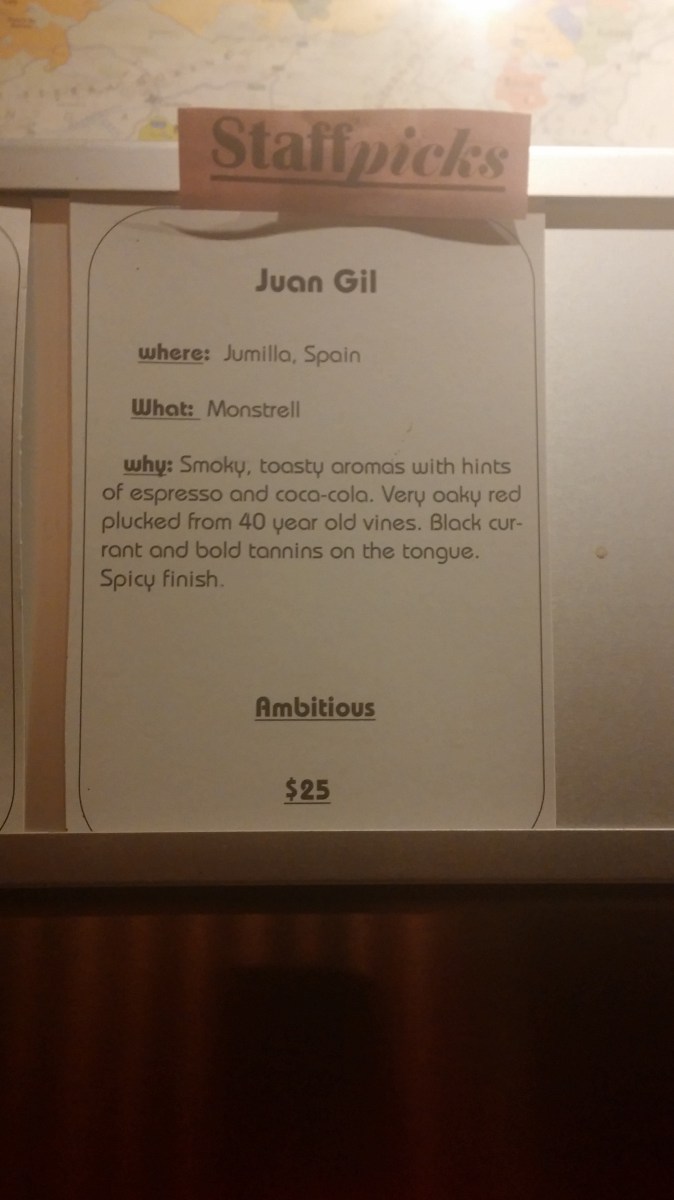 Staffpicks
Juan Gil
where: Jumilla, Spain
What: Monstrell
why: Smoky, toasty aromas with hints
of espresso and coca-cola. Very oaky red
plucked from 40 year old vines. Black cur-
rant and bold tannins on the tongue.
Spicy finish.
Ambitious
$25